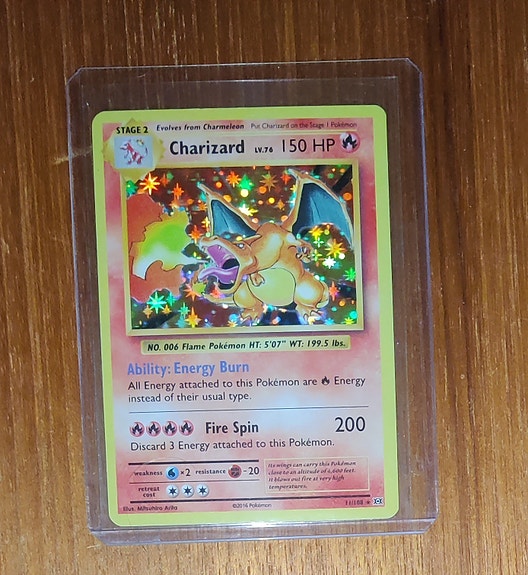 STAGE 2 Evolves from Charmeleon Put Charizard on the Stage 1 Pokémon
Charizard LV.76 150 HP
NO. 006 Flame Pokémon HT: 5'07" WT: 199.5 lbs.
Ability: Energy Burn
All Energy attached to this Pokémon are Energy
instead of their usual type.
Fire Spin 200
Discard 3 Energy attached to this Pokémon.
weakness ×2 resistance -20
retreat
cost
Its wings can carry this Pokémon
close to an altitude of 4,600 feet.
It blows out fire at very high
temperatures.
Illus. Mitsuhiro Arita ©2016 Pokémon 11/108